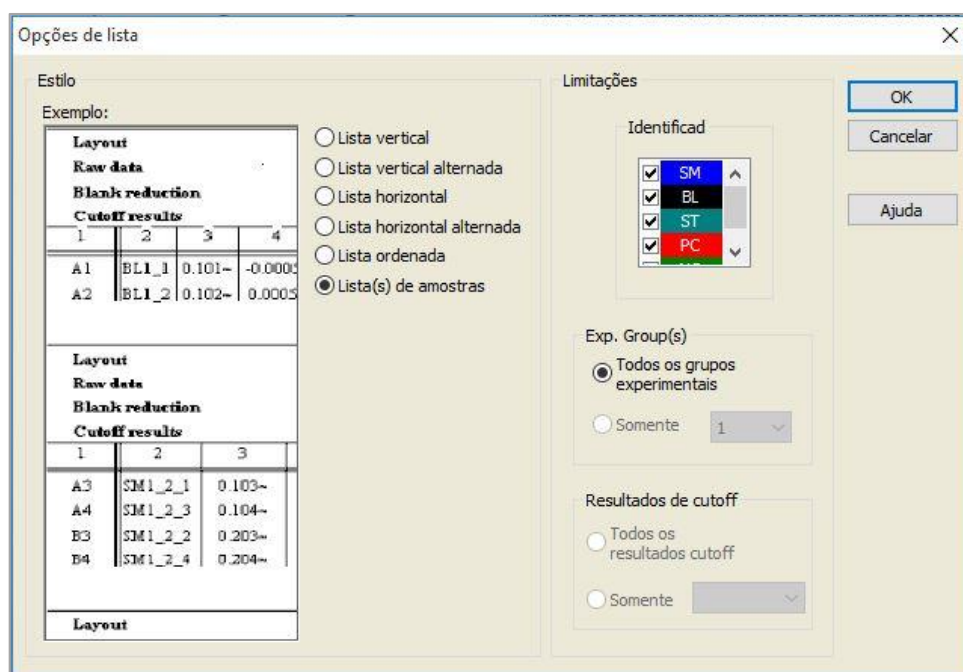 Opções de lista
Estilo
Exemplo:
Layout
Raw data
Blank reduction
Cutoff results
1 2 3 4
A1 BL1_1 0.101~ -0.0005
A2 BL1_2 0.102~ 0.0005
Layout
Raw data
Blank reduction
Cutoff results
1 2 3
A3 SM1_2_1 0.103~
A4 SM1_2_3 0.104~
B3 SM1_2_2 0.203~
B4 SM1_2_4 0.204~
Layout
Lista vertical
Lista vertical alternada
Lista horizontal
Lista horizontal alternada
Lista ordenada
Lista(s) de amostras
Limitações
Identificad
SM
BL
ST
PC
Exp. Group(s)
Todos os grupos
experimentais
Somente 1
Resultados de cutoff
Todos os
resultados cutoff
Somente
OK
Cancelar
Ajuda